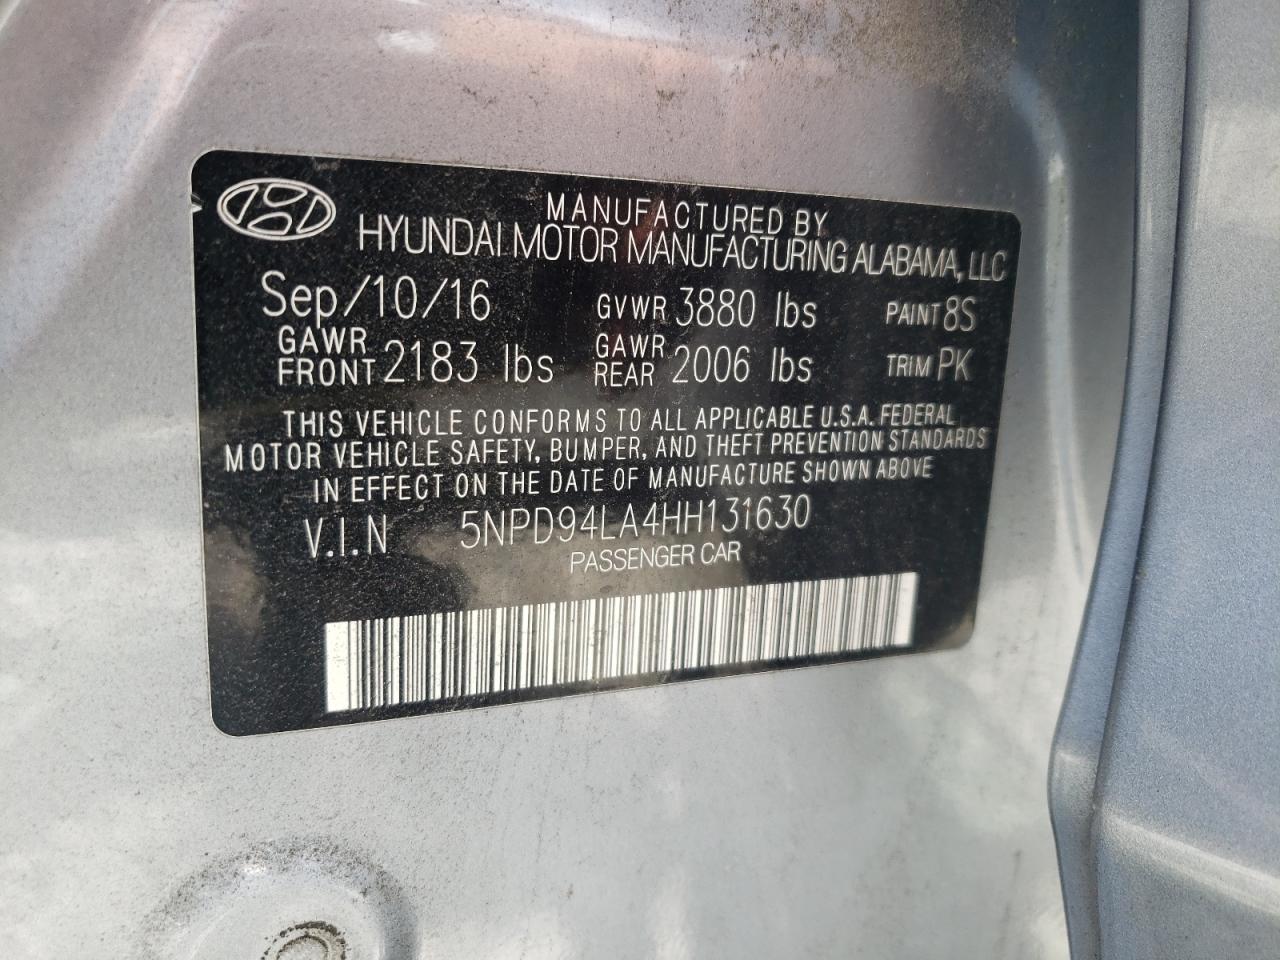 MANUFACTURED BY
HYUNDAI MOTOR MANUFACTURING ALABAMA, LLC
Sep/10/16 GVWR 3880 lbs PAINT 8S
GAWR FRONT 2183 lbs GAWR REAR 2006 lbs TRIM PK
THIS VEHICLE CONFORMS TO ALL APPLICABLE U.S.A. FEDERAL
MOTOR VEHICLE SAFETY, BUMPER, AND THEFT PREVENTION STANDARDS
IN EFFECT ON THE DATE OF MANUFACTURE SHOWN ABOVE
V.I.N 5NPD94LA4HH131630
PASSENGER CAR